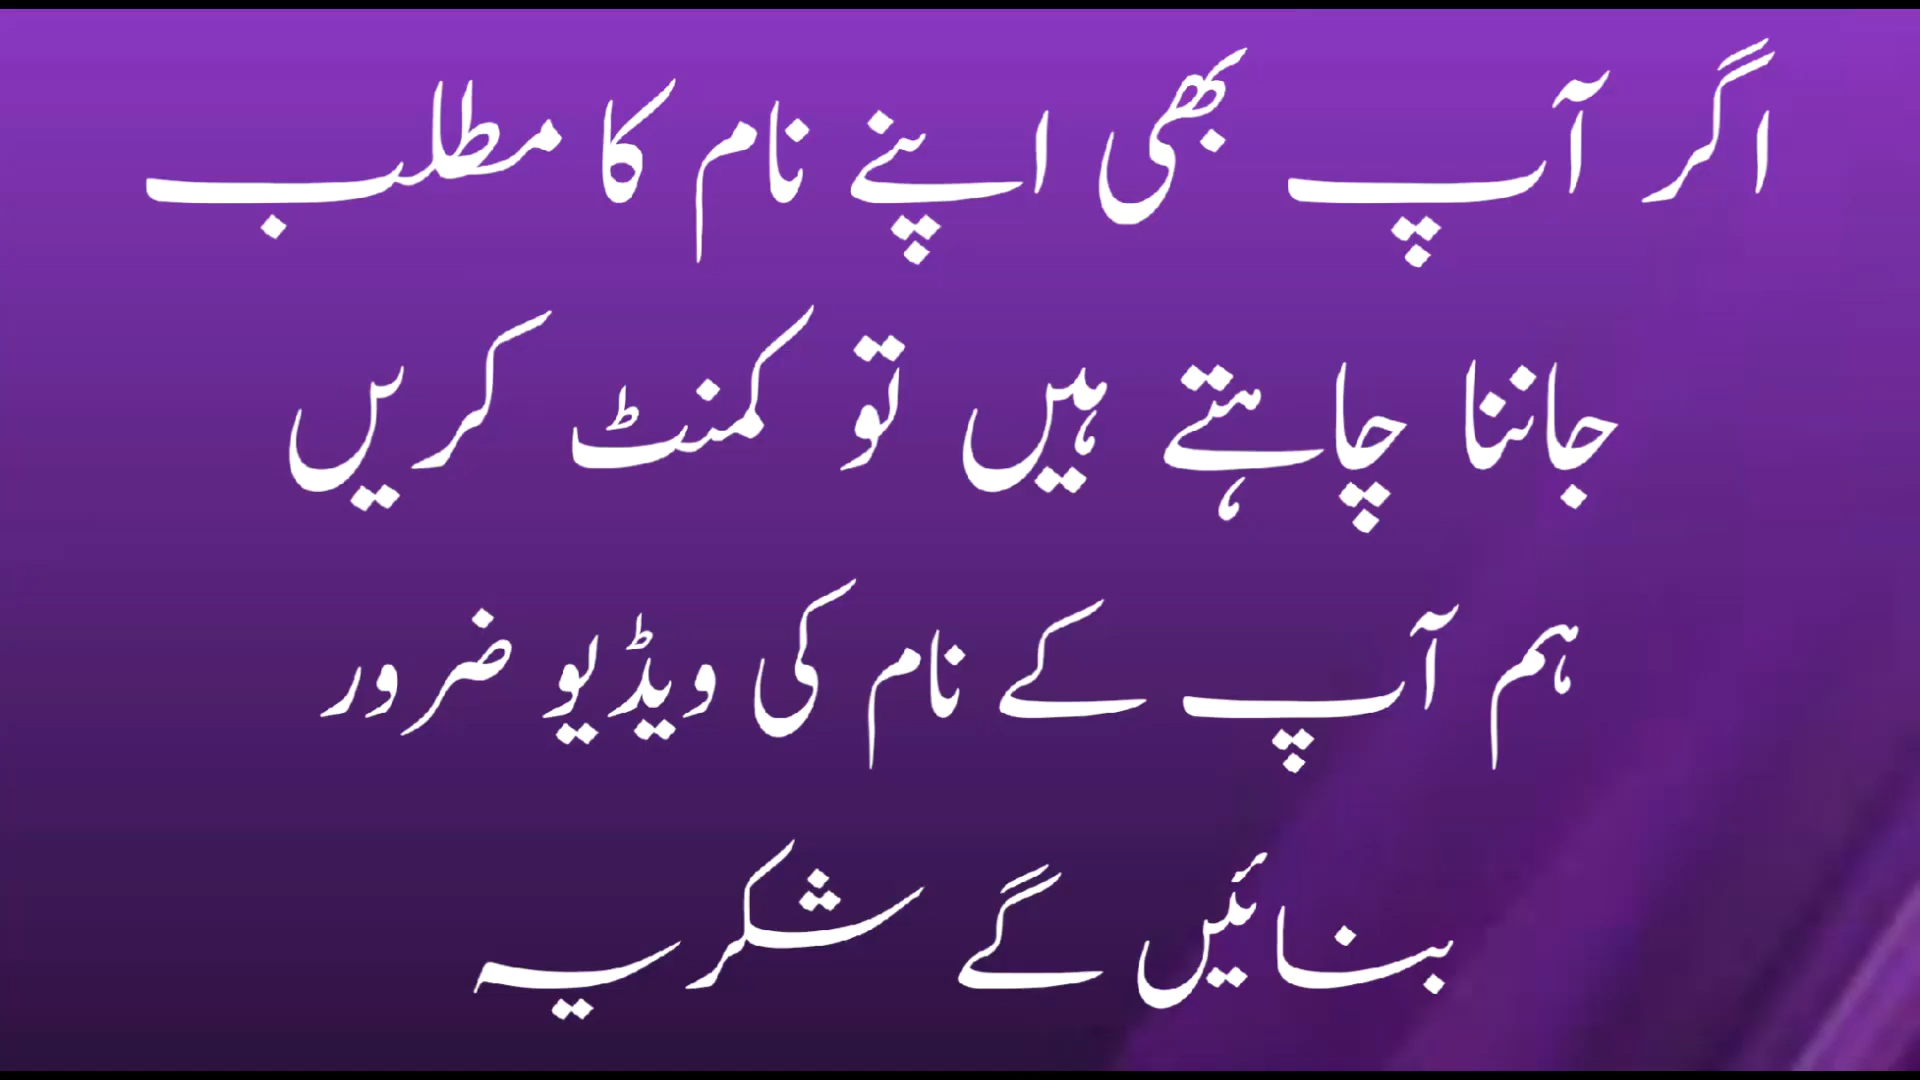 اگر آپ بھی اپنے نام کا مطلب
جاننا چاہتے ہیں تو کمنٹ کریں
ہم آپ کے نام کی ویڈیو ضرور
بنائیں گے شکریہ